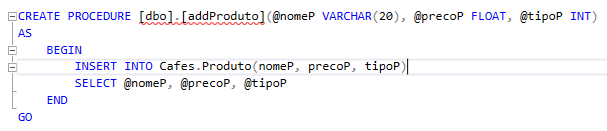 CREATE PROCEDURE [dbo].[addProduto](@nomeP VARCHAR(20), @precoP FLOAT, @tipoP INT)
AS
BEGIN
INSERT INTO Cafes.Produto(nomeP, precoP, tipoP)
SELECT @nomeP, @precoP, @tipoP
END
GO